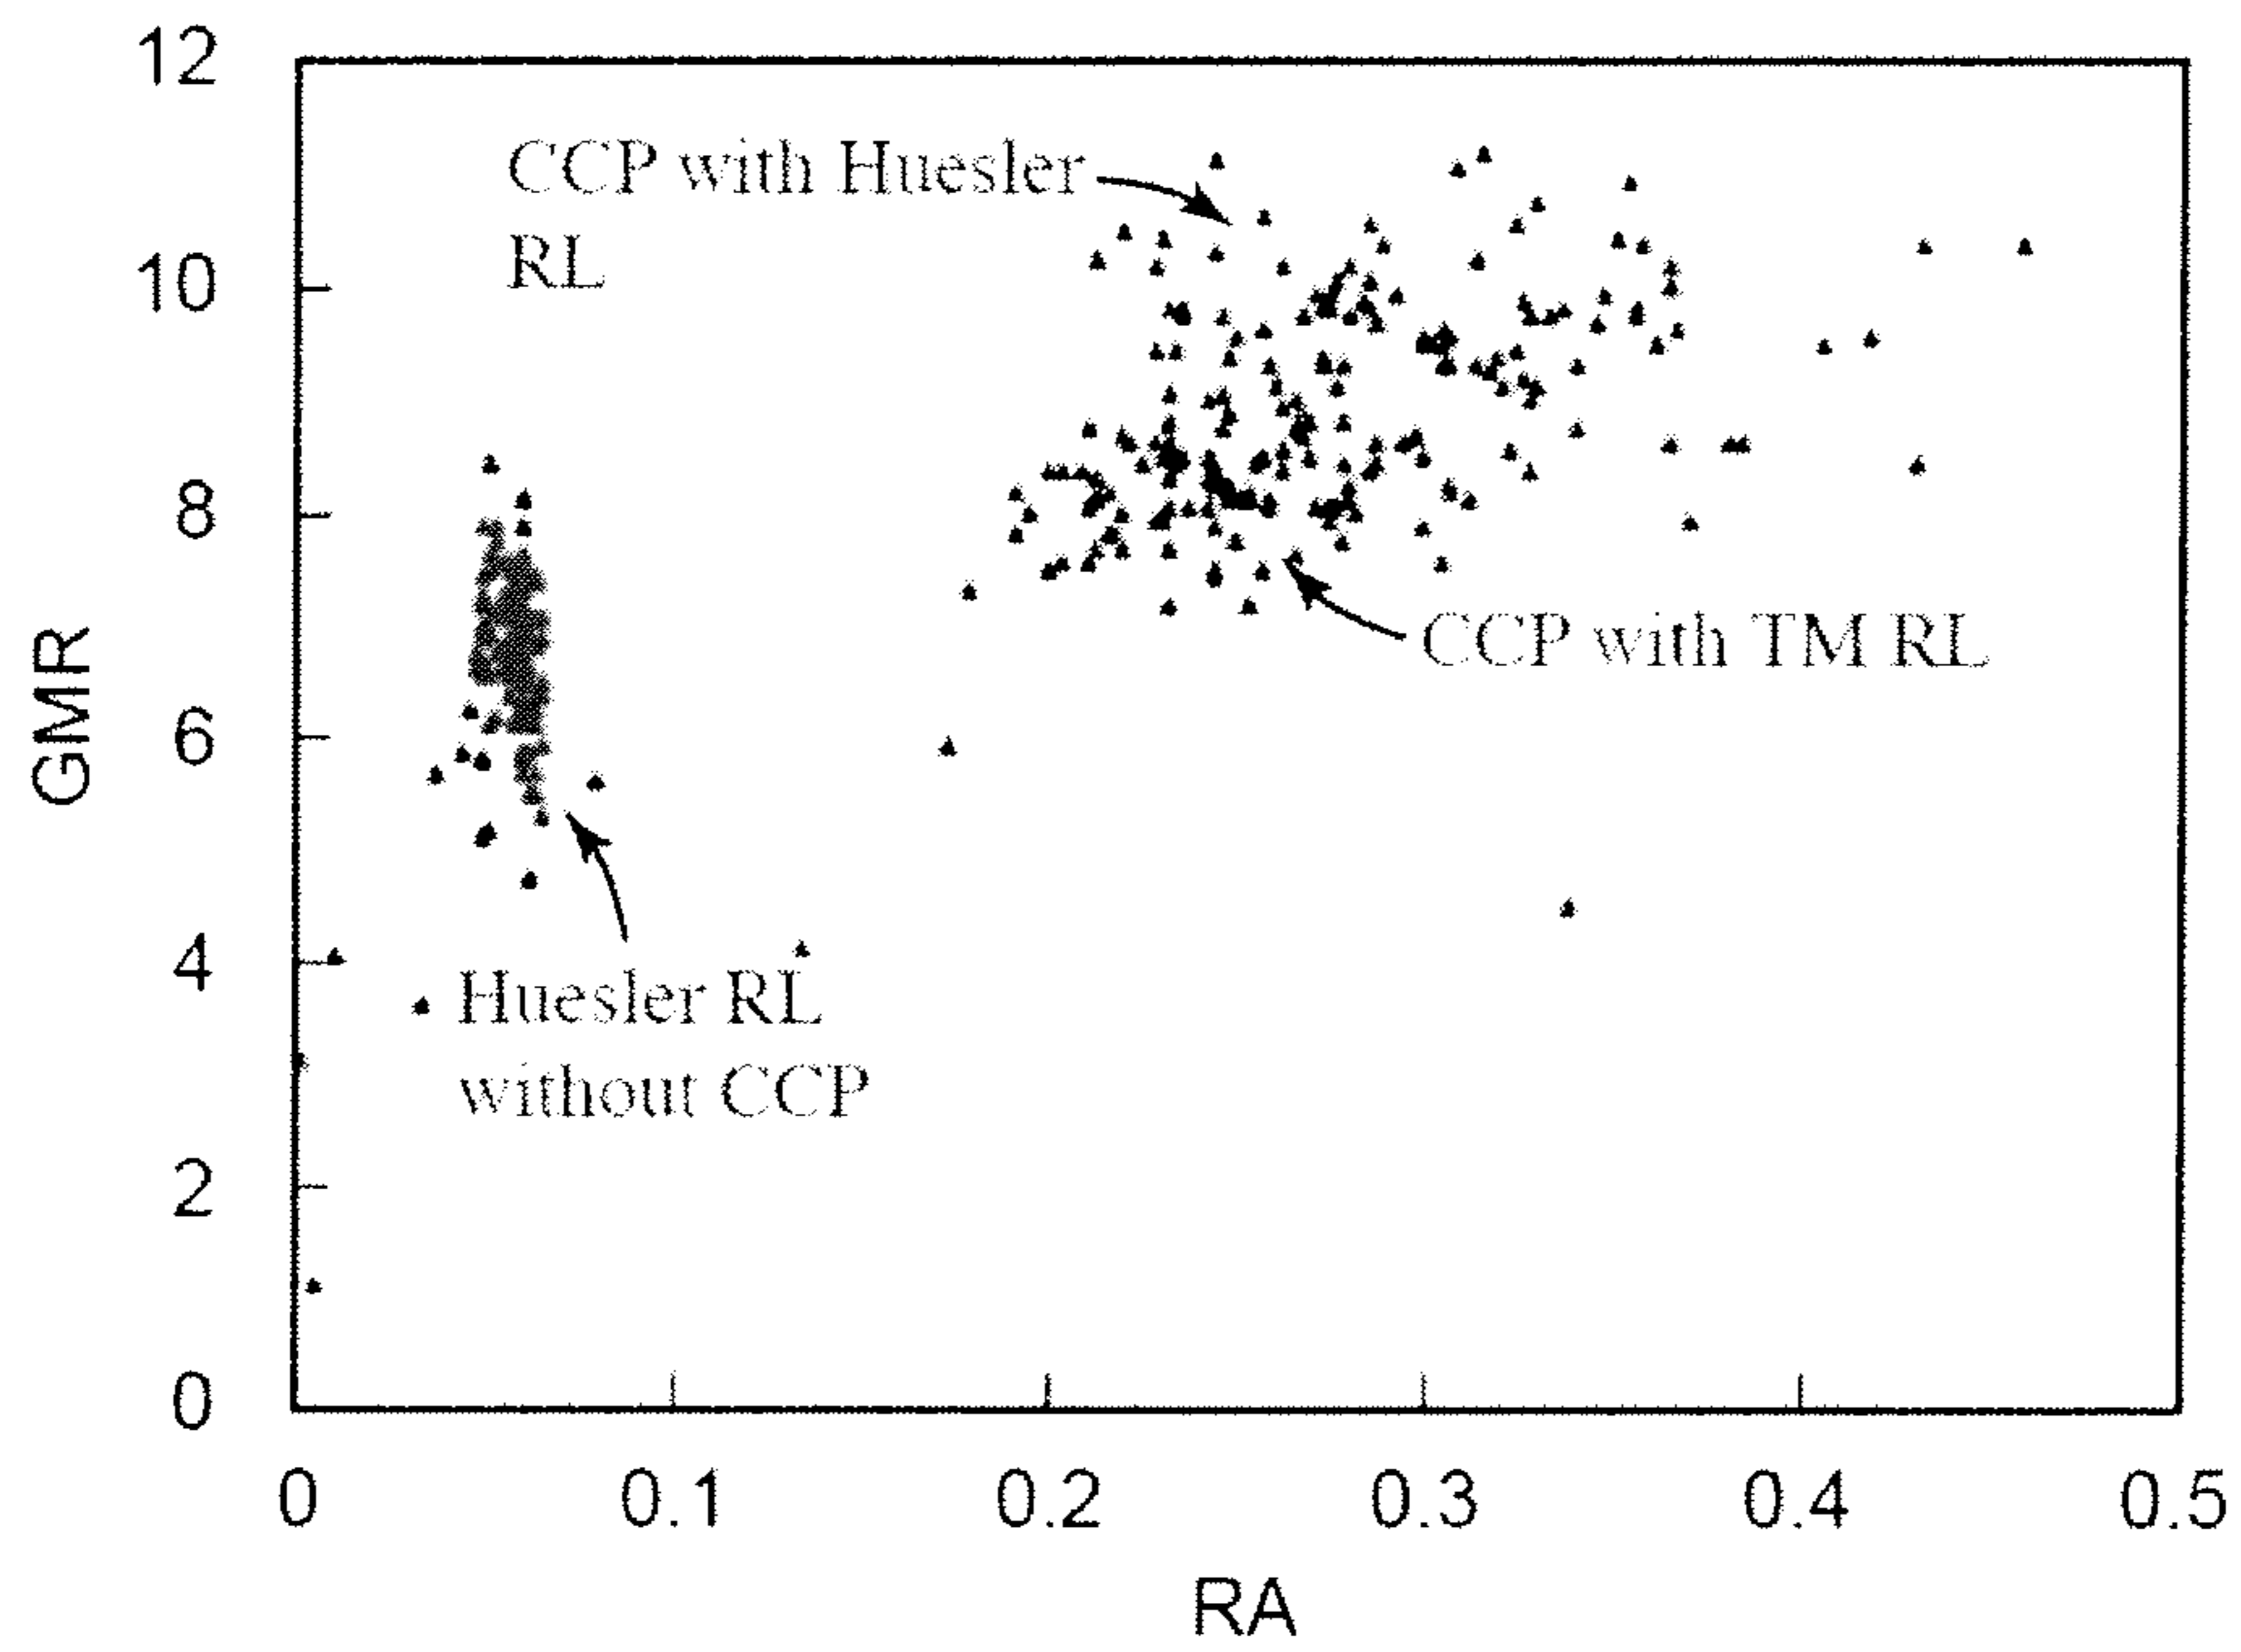 12
CCP with Huesler
RL
10
8
CCP with TM RL
GMR
6
4
Huesler RL
without CCP
2
0
0 0.1 0.2 0.3 0.4 0.5
RA